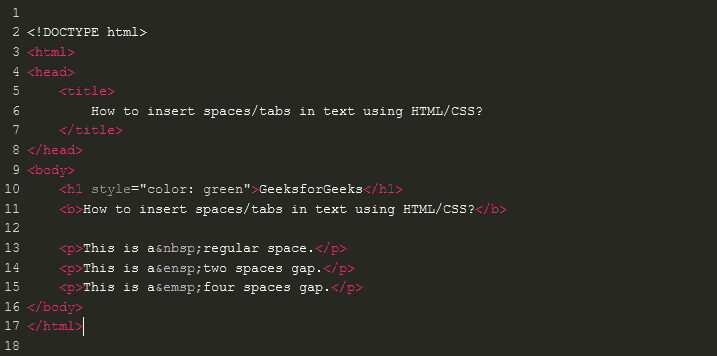 1
2 <!DOCTYPE html>
3 <html>
4 <head>
5     <title>
6         How to insert spaces/tabs in text using HTML/CSS?
7     </title>
8 </head>
9 <body>
10     <h1 style="color: green">GeeksforGeeks</h1>
11     <b>How to insert spaces/tabs in text using HTML/CSS?</b>
12
13     <p>This is a&nbsp;regular space.</p>
14     <p>This is a&ensp;two spaces gap.</p>
15     <p>This is a&emsp;four spaces gap.</p>
16 </body>
17 </html>
18